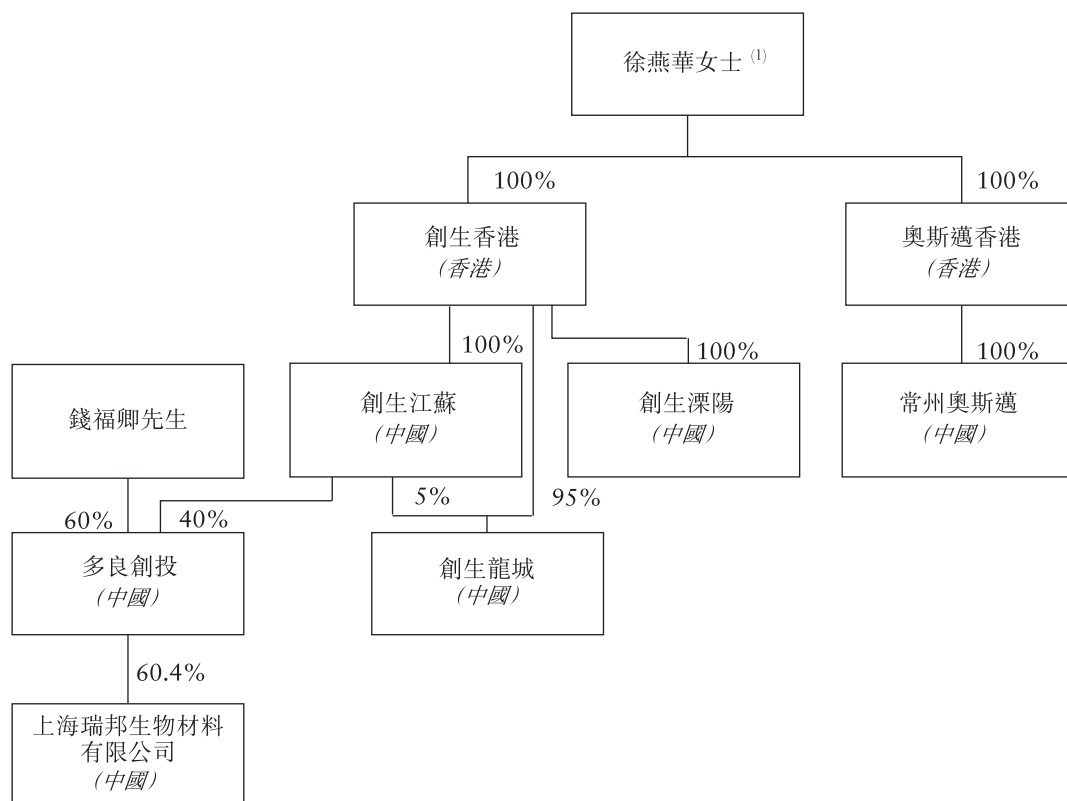 徐燕華女士 (1)
100%
100%
創生香港
(香港)
奧斯邁香港
(香港)
100%
100%
100%
錢福卿先生
創生江蘇
(中國)
創生溧陽
(中國)
常州奧斯邁
(中國)
60%
40%
5%
95%
多良創投
(中國)
創生龍城
(中國)
60.4%
上海瑞邦生物材料
有限公司
(中國)